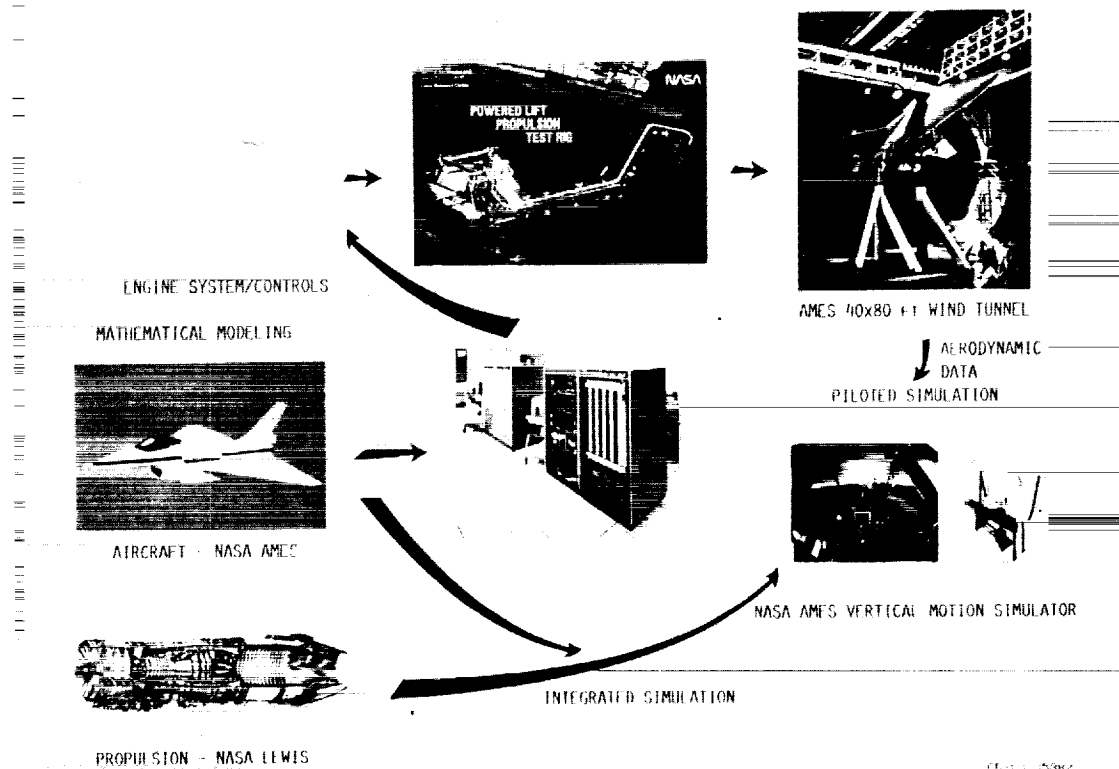 NASA
POWERED LIFT
PROPULSION
TEST RIG
ENGINE SYSTEM/CONTROLS
AMES 40x80 FT WIND TUNNEL
MATHEMATICAL MODELING
AERODYNAMIC
DATA
PILOTED SIMULATION
AIRCRAFT - NASA AMES
NASA AMES VERTICAL MOTION SIMULATOR
INTEGRATED SIMULATION
PROPULSION - NASA LEWIS